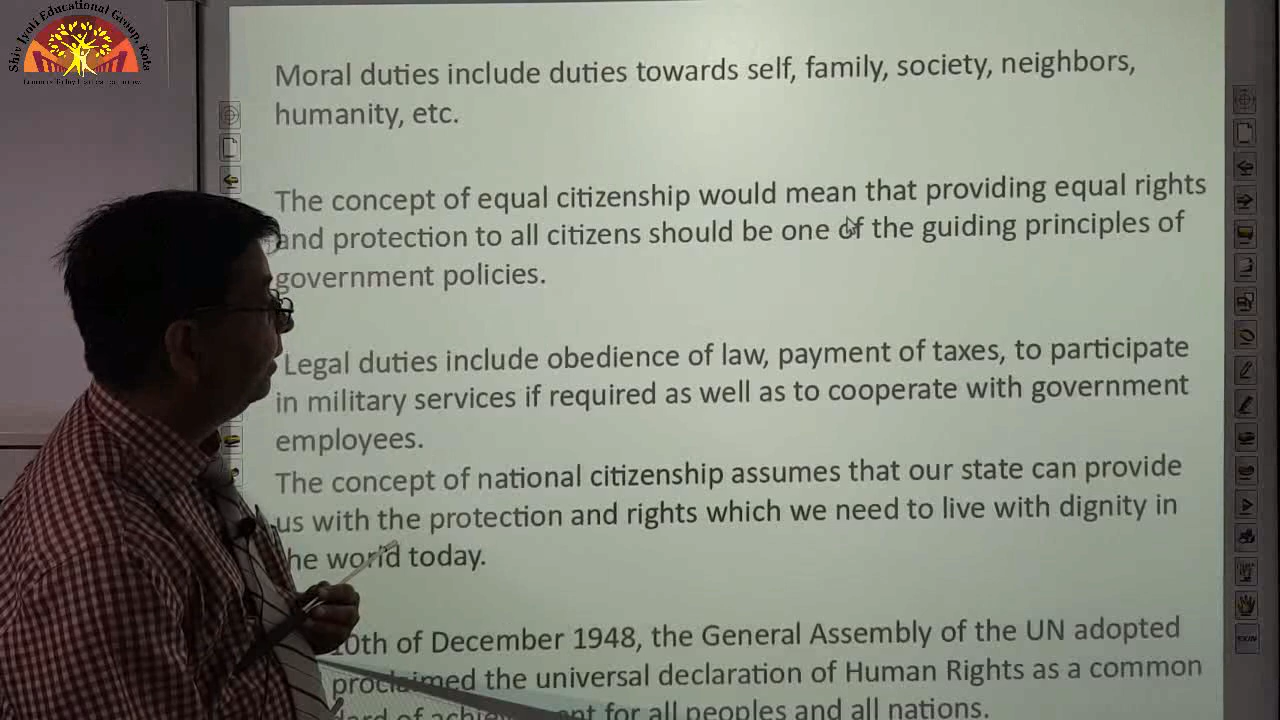 Shiv Jyoti Educational Group, Kota
Moral duties include duties towards self, family, society, neighbors,
humanity, etc.
The concept of equal citizenship would mean that providing equal rights
and protection to all citizens should be one of the guiding principles of
government policies.
Legal duties include obedience of law, payment of taxes, to participate
in military services if required as well as to cooperate with government
employees.
The concept of national citizenship assumes that our state can provide
us with the protection and rights which we need to live with dignity in
he world today.
10th of December 1948, the General Assembly of the UN adopted
proclaimed the universal declaration of Human Rights as a common
for all peoples and all nations.